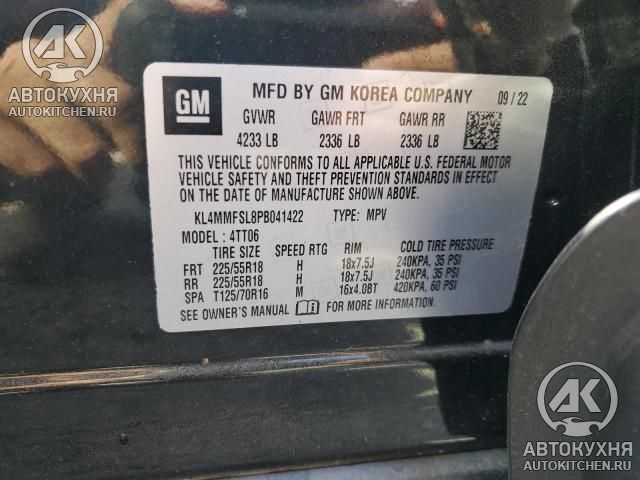 AK
АВТОКУХНЯ
AUTOKITCHEN.RU
GM
MFD BY GM KOREA COMPANY 09/22
GVWR GAWR FRT GAWR RR
4233 LB 2336 LB 2336 LB
THIS VEHICLE CONFORMS TO ALL APPLICABLE U.S. FEDERAL MOTOR
VEHICLE SAFETY AND THEFT PREVENTION STANDARDS IN EFFECT
ON THE DATE OF MANUFACTURE SHOWN ABOVE.
KL4MMFSL8PB041422 TYPE: MPV
MODEL: 4TT06
TIRE SIZE SPEED RTG RIM COLD TIRE PRESSURE
FRT 225/55R18 H 18x7.5J 240KPA, 35 PSI
RR 225/55R18 H 18x7.5J 240KPA, 35 PSI
SPA T125/70R16 M 16x4.0BT 420KPA, 60 PSI
SEE OWNER'S MANUAL FOR MORE INFORMATION.
AK
АВТОКУХНЯ
AUTOKITCHEN.RU